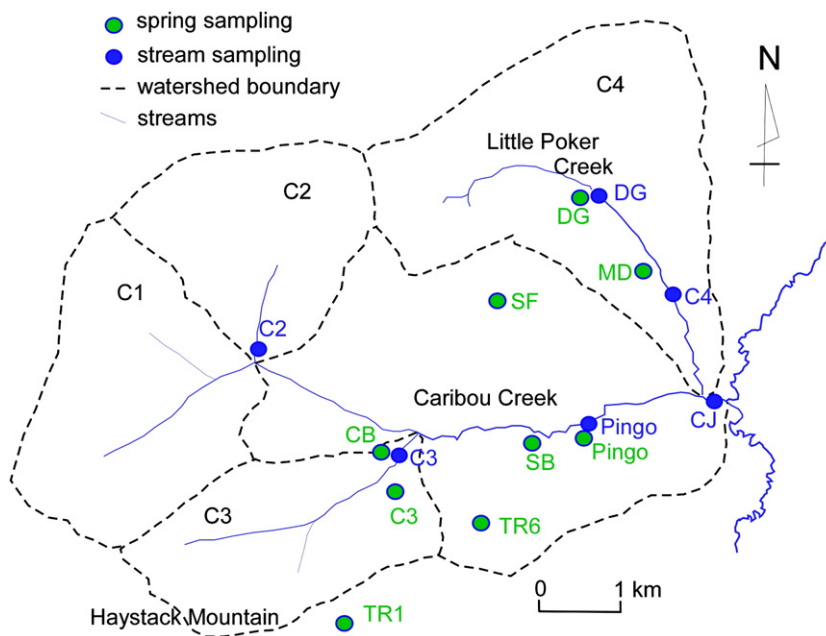 spring sampling
stream sampling
watershed boundary
streams
N
C4
Little Poker
Creek
DG
DG
C2
MD
C4
C1
SF
C2
Caribou Creek
CJ
Pingo
Pingo
CB
C3
SB
C3
C3
TR6
0 1 km
Haystack Mountain
TR1